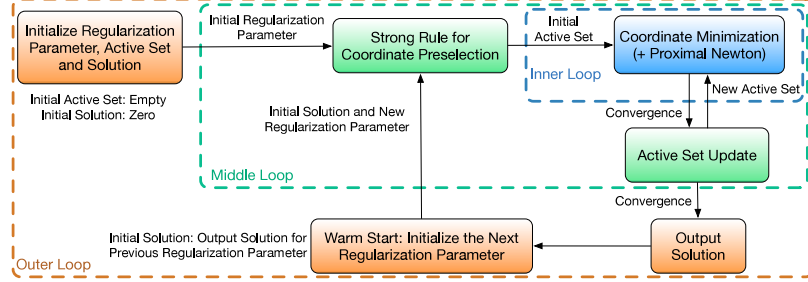 Initialize Regularization
Parameter, Active Set
and Solution
Initial Active Set: Empty
Initial Solution: Zero
Initial Regularization
Parameter
Strong Rule for
Coordinate Preselection
Initial
Active Set
Coordinate Minimization
(+ Proximal Newton)
Inner Loop
New Active Set
Convergence
Initial Solution and New
Regularization Parameter
Active Set Update
Middle Loop
Convergence
Initial Solution: Output Solution for
Previous Regularization Parameter
Warm Start: Initialize the Next
Regularization Parameter
Output
Solution
Outer Loop